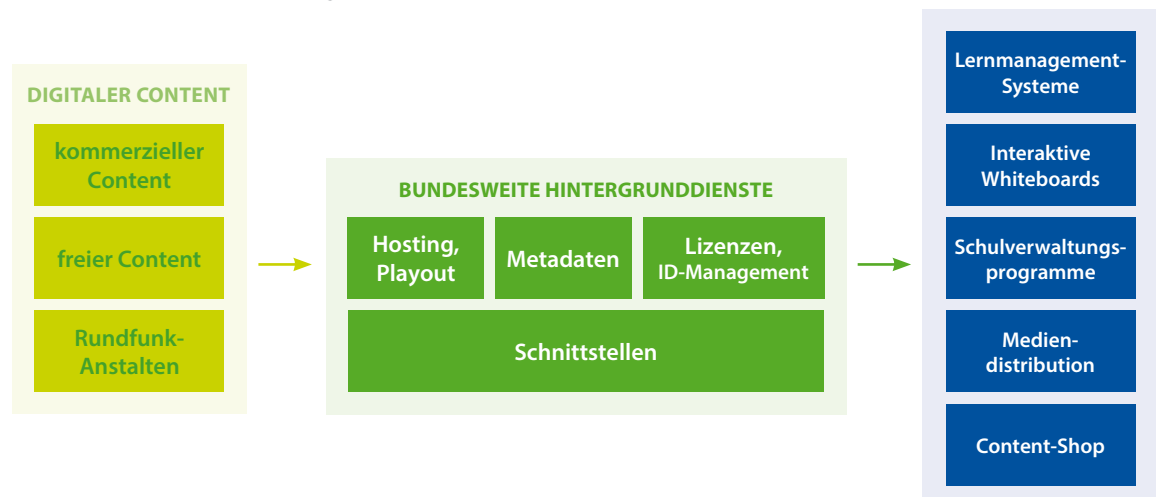 DIGITALER CONTENT
kommerzieller
Content
freier Content
Rundfunk-
Anstalten
BUNDESWEITE HINTERGRUNDDIENSTE
Hosting,
Playout
Metadaten
Lizenzen,
ID-Management
Schnittstellen
Lernmanagement-
Systeme
Interaktive
Whiteboards
Schulverwaltungs-
programme
Medien-
distribution
Content-Shop